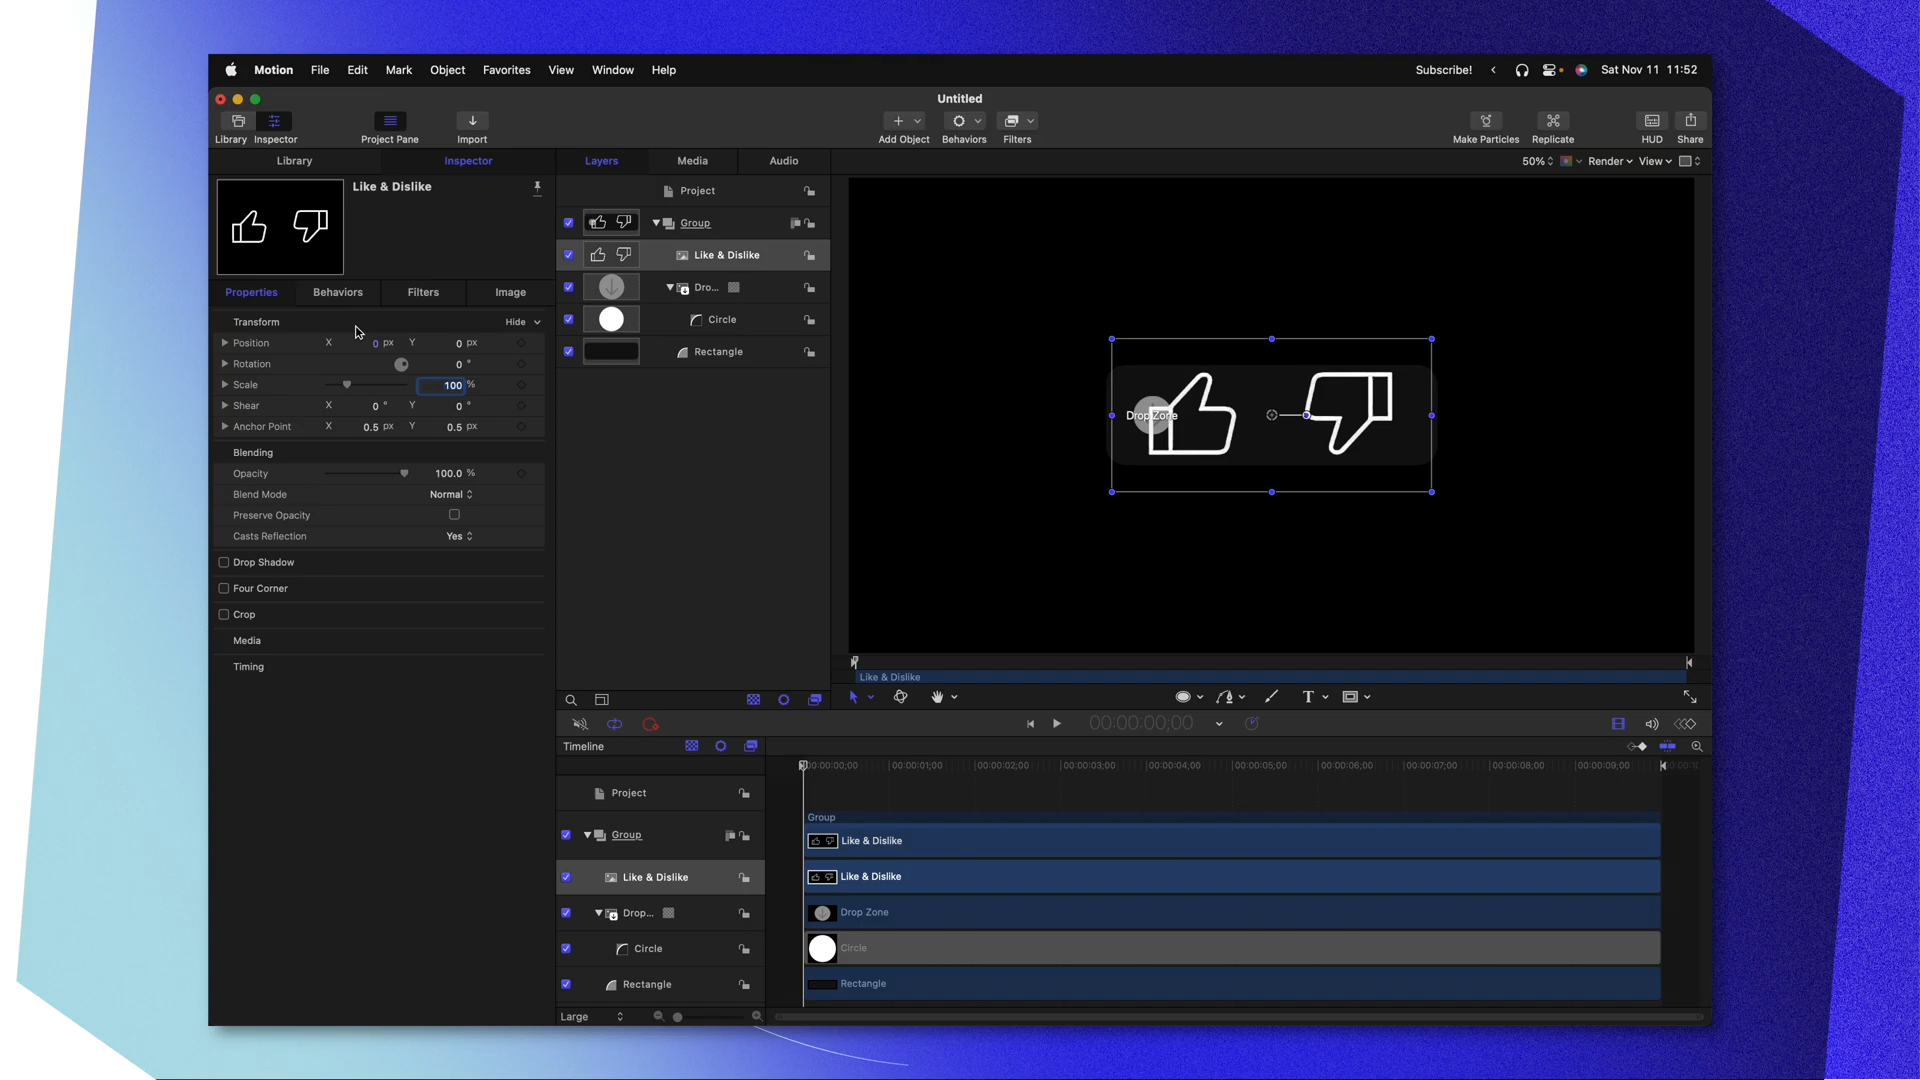 Motion File Edit Mark Object Favorites View Window Help Subscribe! Sat Nov 11 11:52
Untitled
Library Inspector Project Pane Import Add Object Behaviors Filters Make Particles Replicate HUD Share
Library Inspector Layers Media Audio 50% Render View
Like & Dislike
Project
Group
Like & Dislike
Dro...
Circle
Rectangle
Properties Behaviors Filters Image
Transform Hide
Position X 0 px Y 0 px
Rotation 0 °
Scale 100 %
Shear X 0 ° Y 0 °
Anchor Point X 0.5 px Y 0.5 px
Blending
Opacity 100.0 %
Blend Mode Normal
Preserve Opacity
Casts Reflection Yes
Drop Shadow
Four Corner
Crop
Media
Timing
Drop Zone
Like & Dislike
T
00:00:00;00
Timeline
00:00:00;00 00:00:01;00 00:00:02;00 00:00:03;00 00:00:04;00 00:00:05;00 00:00:06;00 00:00:07;00 00:00:08;00 00:00:09;00
Project
Group
Group
Like & Dislike
Like & Dislike
Like & Dislike
Drop...
Drop Zone
Circle
Circle
Rectangle
Rectangle
Large